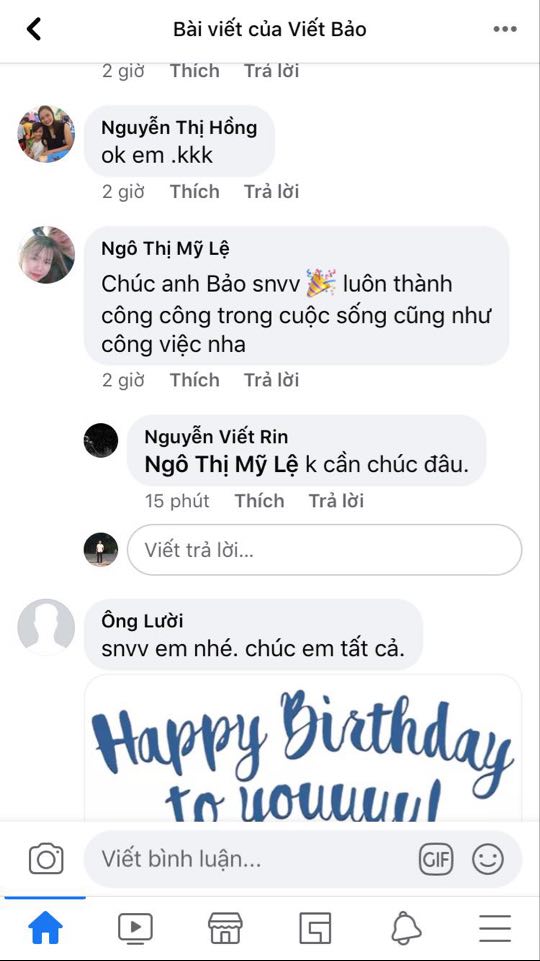 Bài viết của Viết Bảo
2 giờ Thích Trả lời
Nguyễn Thị Hồng
ok em .kkk
2 giờ Thích Trả lời
Ngô Thị Mỹ Lệ
Chúc anh Bảo snvv 🎉 luôn thành
công công trong cuộc sống cũng như
công việc nha
2 giờ Thích Trả lời
Nguyễn Viết Rin
Ngô Thị Mỹ Lệ k cần chúc đâu.
15 phút Thích Trả lời
Viết trả lời...
Ông Lười
snvv em nhé. chúc em tất cả.
Happy Birthday
to youuuu!
Viết bình luận...
GIF